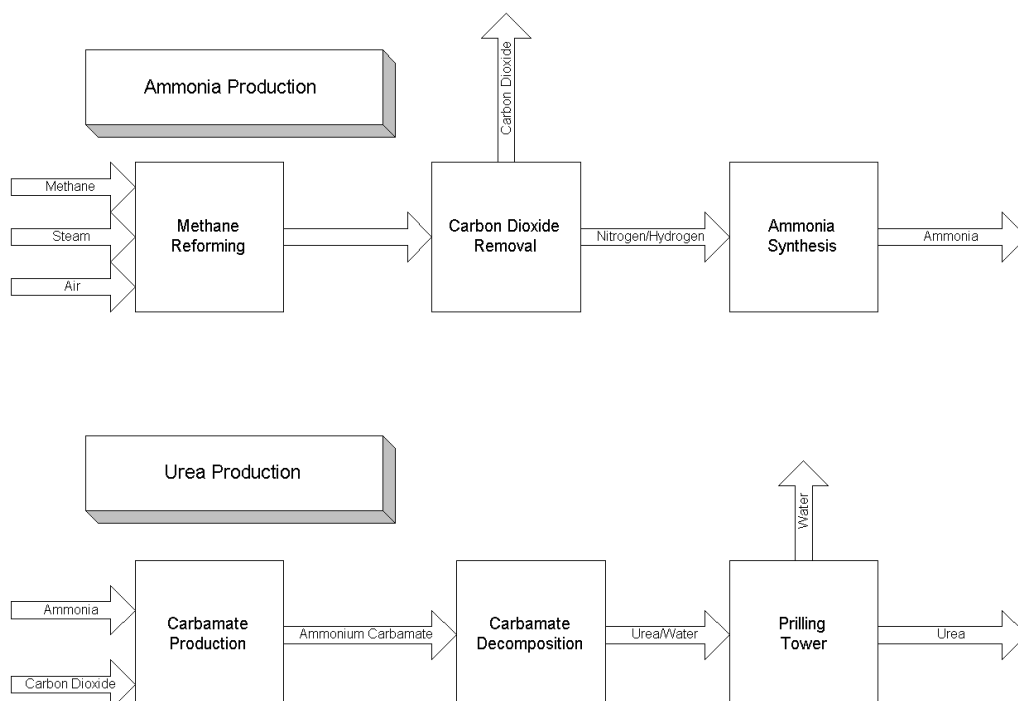 Ammonia Production
Carbon Dioxide
Methane
Steam
Air
Methane
Reforming
Carbon Dioxide
Removal
Nitrogen/Hydrogen
Ammonia
Synthesis
Ammonia
Urea Production
Water
Ammonia
Carbon Dioxide
Carbamate
Production
Ammonium Carbamate
Carbamate
Decomposition
Urea/Water
Prilling
Tower
Urea